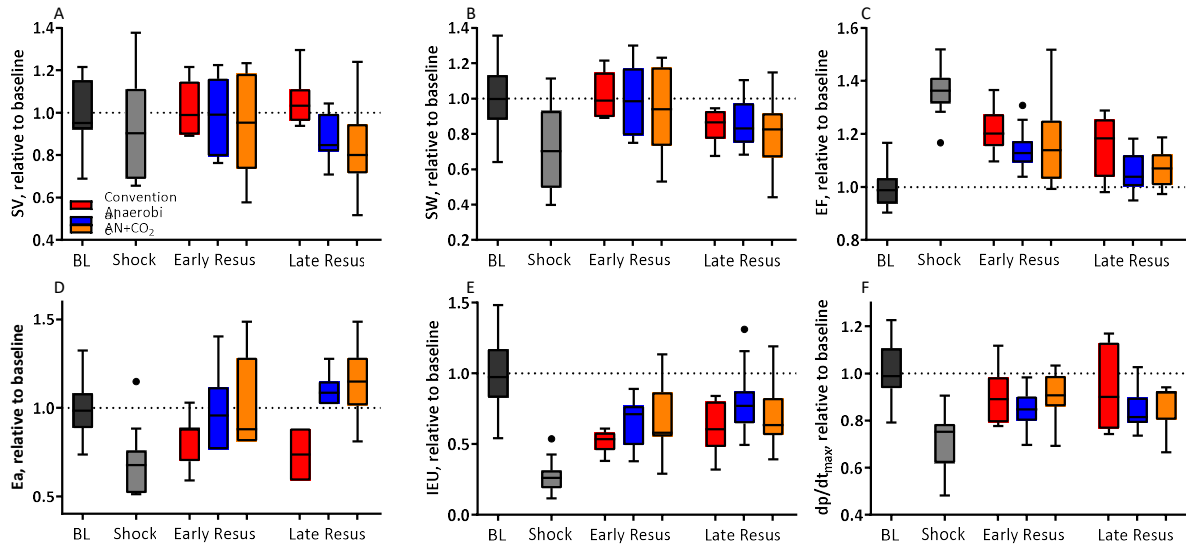 A
B
C
SV, relative to baseline
1.4
1.2
1.0
0.8
0.6
0.4
Convention
Anaerobi
AN+CO2
BL Shock Early Resus Late Resus
SW, relative to baseline
1.4
1.2
1.0
0.8
0.6
0.4
0.2
BL Shock Early Resus Late Resus
EF, relative to baseline
1.6
1.4
1.2
1.0
0.8
BL Shock Early Resus Late Resus
D
E
F
Ea, relative to baseline
1.5
1.0
0.5
BL Shock Early Resus Late Resus
IEU, relative to baseline
1.5
1.0
0.5
0.0
BL Shock Early Resus Late Resus
dp/dtmax, relative to baseline
1.2
1.0
0.8
0.6
0.4
BL Shock Early Resus Late Resus